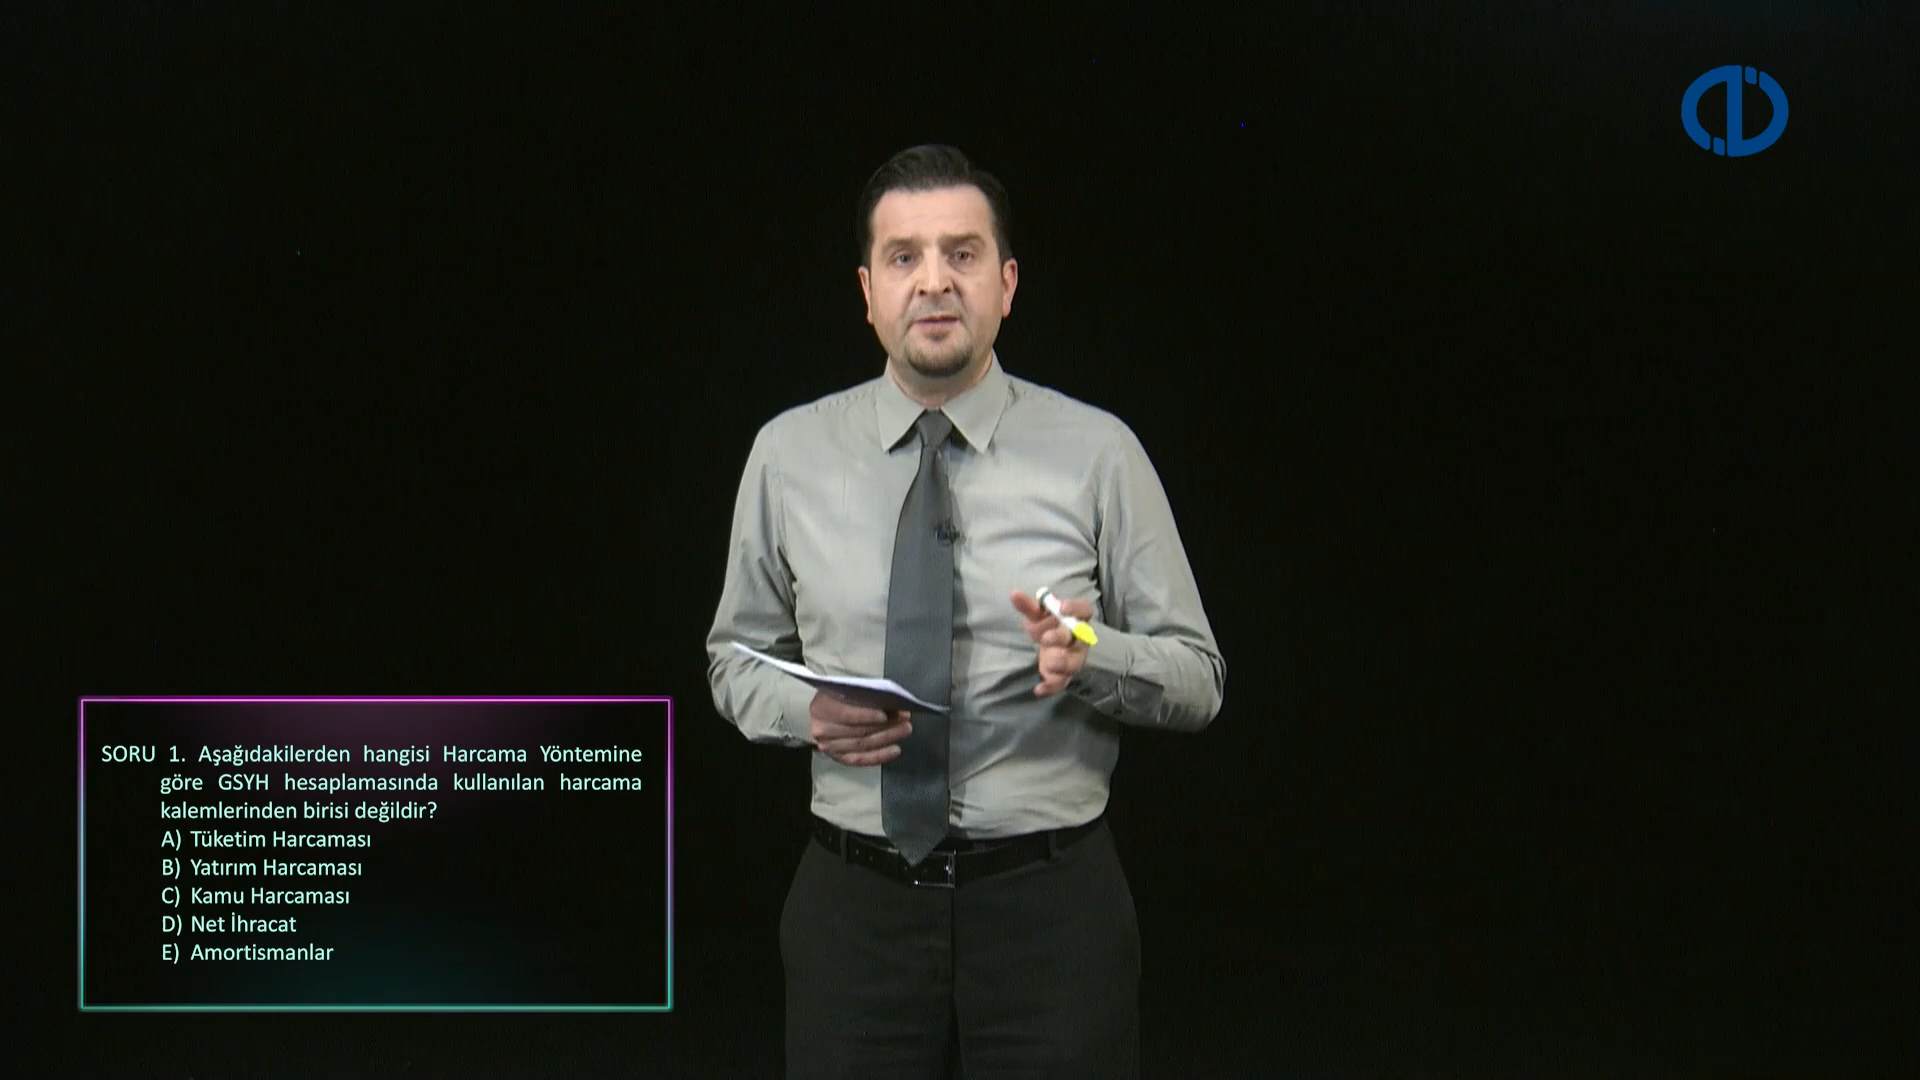 SORU 1. Aşağıdakilerden hangisi Harcama Yöntemine
göre GSYH hesaplamasında kullanılan harcama
kalemlerinden birisi değildir?
A) Tüketim Harcaması
B) Yatırım Harcaması
C) Kamu Harcaması
D) Net İhracat
E) Amortismanlar